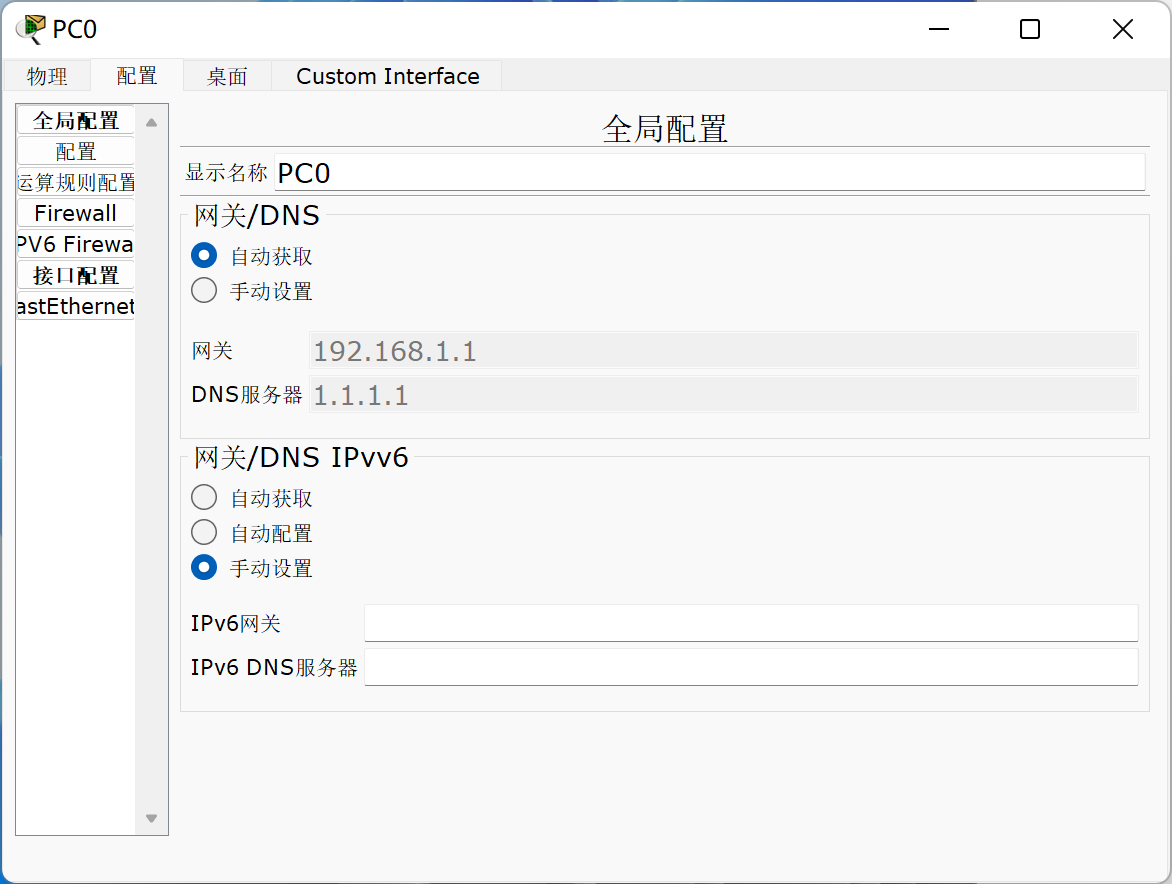 PC0
物理 配置 桌面 Custom Interface
全局配置
配置
运算规则配置
Firewall
PV6 Firewa
接口配置
astEthernet
全局配置
显示名称 PC0
网关/DNS
自动获取
手动设置
网关 192.168.1.1
DNS服务器 1.1.1.1
网关/DNS IPvv6
自动获取
自动配置
手动设置
IPv6网关
IPv6 DNS服务器